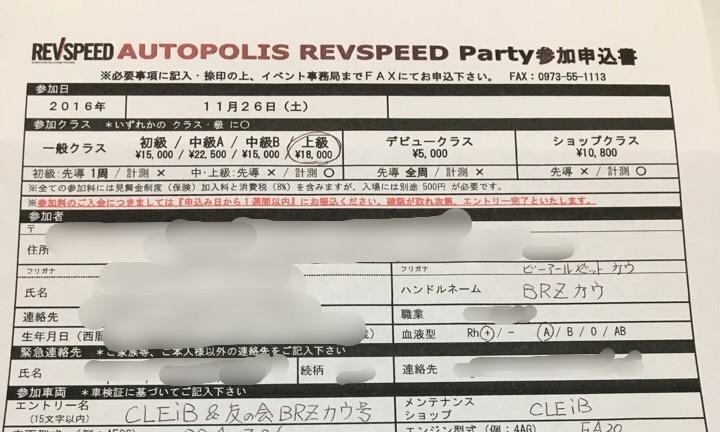 REV SPEED AUTOPOLIS REVSPEED Party参加申込書
※必要事項に記入・捺印の上、イベント事務局までＦＡＸにてお申込下さい。 FAX：0973-55-1113
参加日
２０１６年 １１月２６日（土）
参加クラス ＊いずれかの クラス・級 に○
一般クラス 初級 / 中級A / 中級B / 上級 デビュークラス ショップクラス
¥15,000 / ¥22,500 / ¥15,000 / ¥18,000 ¥5,000 ¥10,800
初級：先導 1周 / 計測 × 中・上級：先導 × / 計測 ○ 先導 全周 / 計測 × 先導 × / 計測 ○
※全ての参加料には見舞金制度（保険）加入料と消費税（8%）を含みますが、入場には別途 500円 が必要です。
※参加料のご入金につきましては『申込み日から１週間以内』にお振込ください。確認が取れ次第、エントリー完了といたします。
参加者
〒
住所
フリガナ フリガナ ビーアールゼット カウ
氏名 ハンドルネーム BRZカウ
連絡先 職業
生年月日（西暦 血液型 Rh + / - A / B / O / AB
緊急連絡先 ＊ご家族等、ご本人様以外の連絡先をご記入下さい
氏名 続柄 連絡先
参加車両 ＊車検証に基づいてご記入下さい
エントリー名 CLEiB & 友の会 BRZカウ号 メンテナンス CLEiB
（15文字以内） ショップ
エンジン型式（例：4AG） FA20